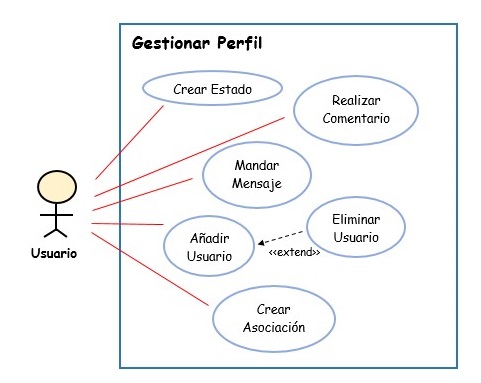 Gestionar Perfil
Crear Estado
Realizar
Comentario
Mandar
Mensaje
Eliminar
Usuario
Añadir
Usuario
<<extend>>
Usuario
Crear
Asociación